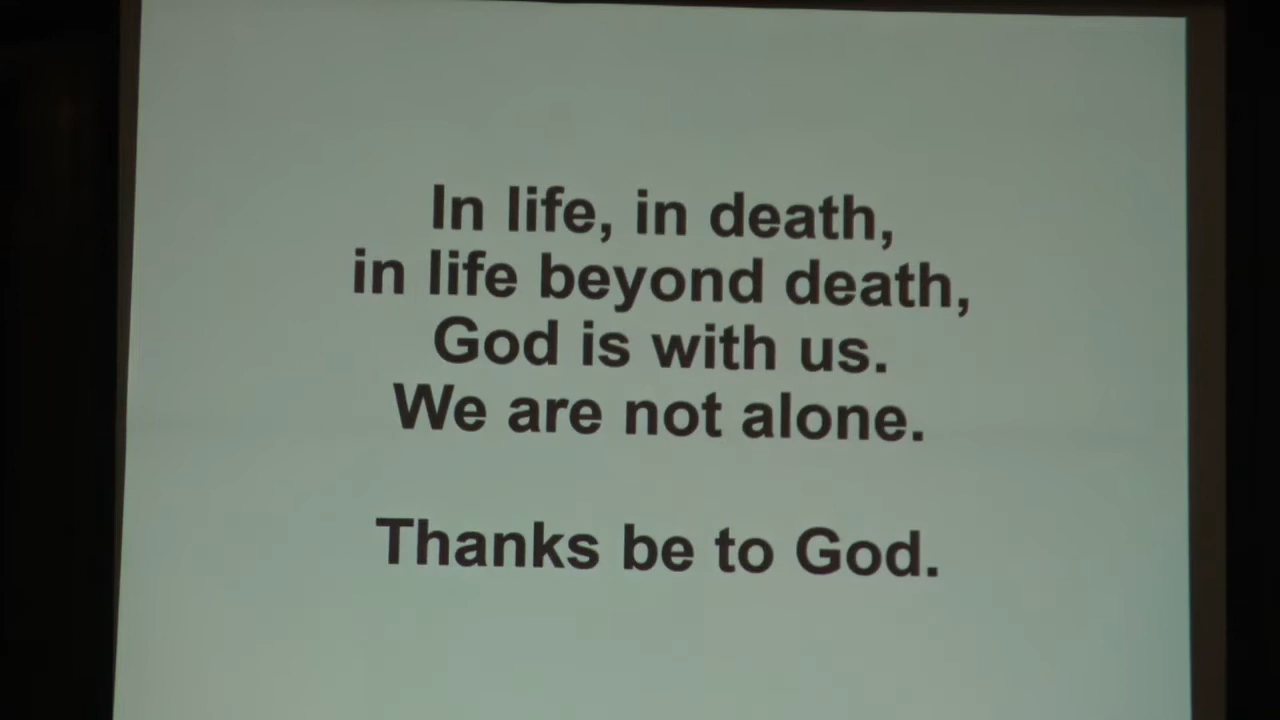 In life, in death,
in life beyond death,
God is with us.
We are not alone.
Thanks be to God.